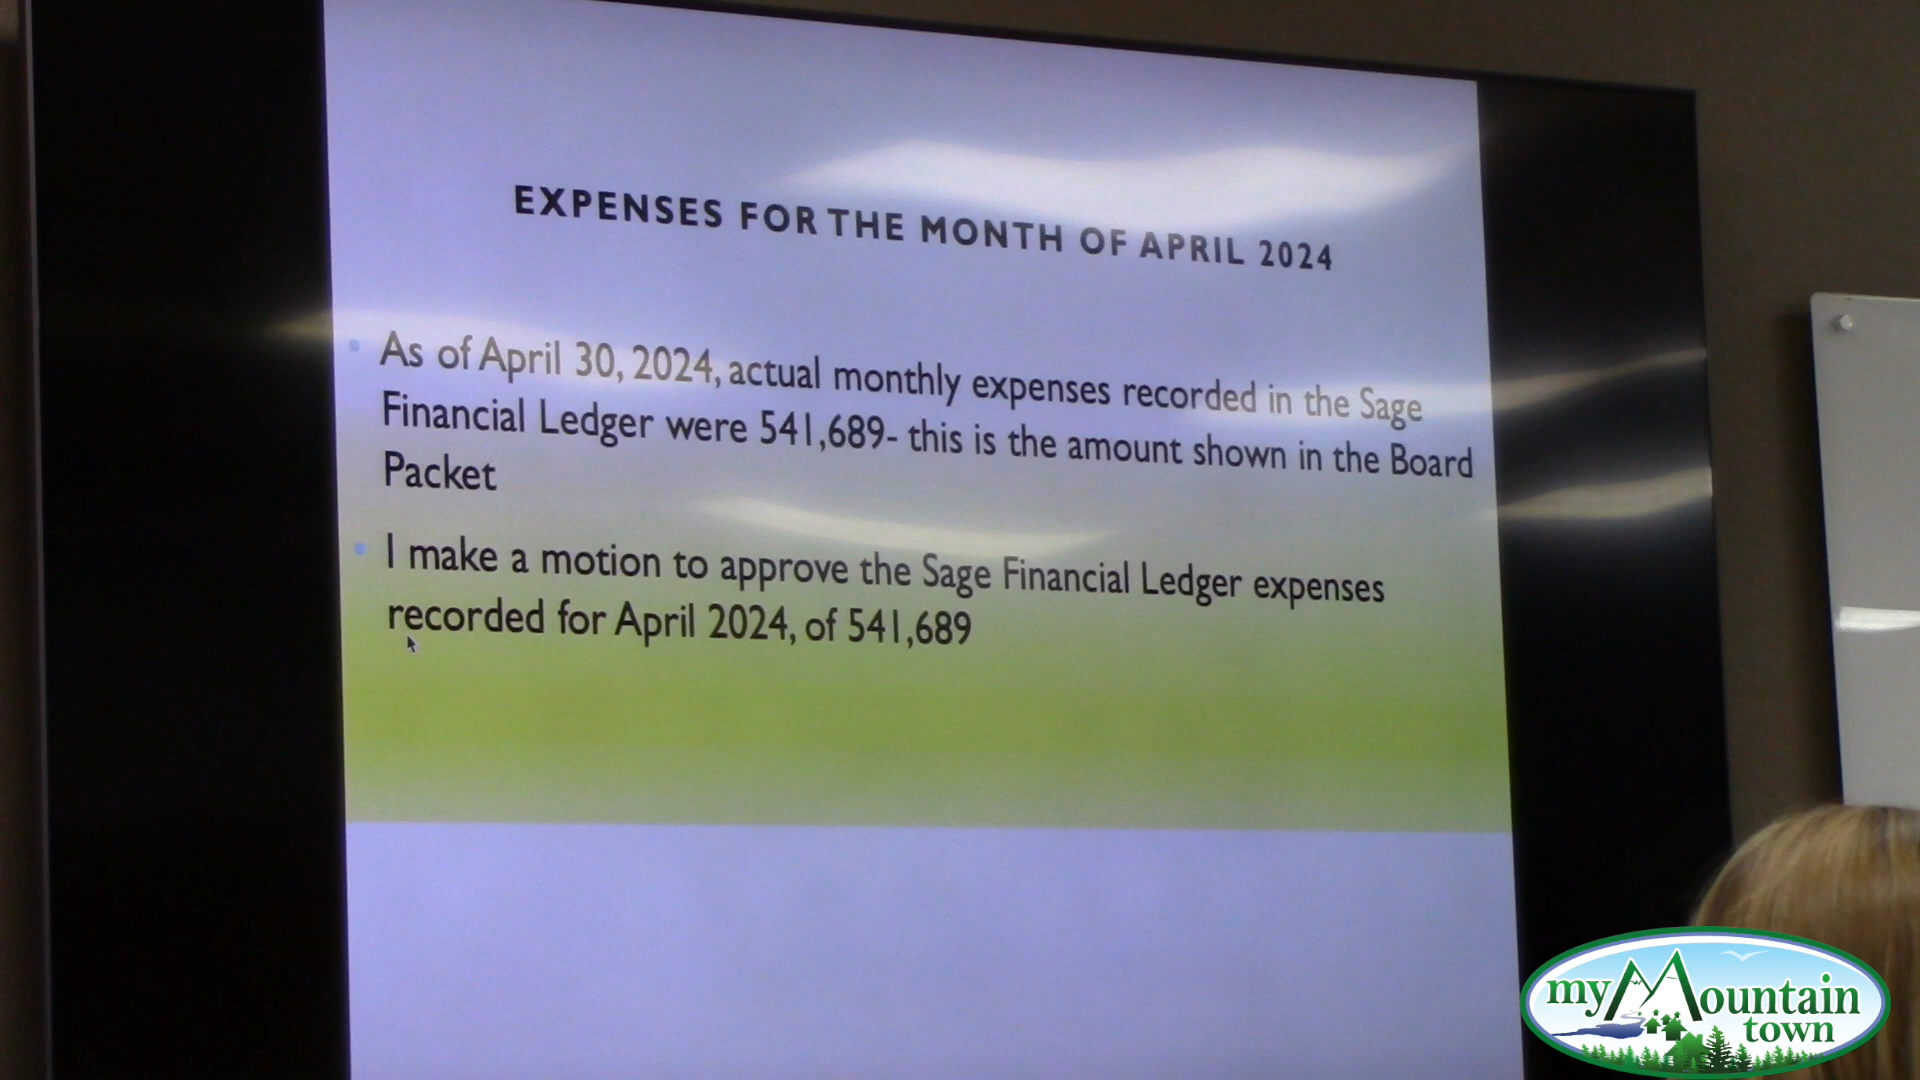 EXPENSES FOR THE MONTH OF APRIL 2024
As of April 30, 2024, actual monthly expenses recorded in the Sage
Financial Ledger were 541,689- this is the amount shown in the Board
Packet
I make a motion to approve the Sage Financial Ledger expenses
recorded for April 2024, of 541,689
my Mountain
town